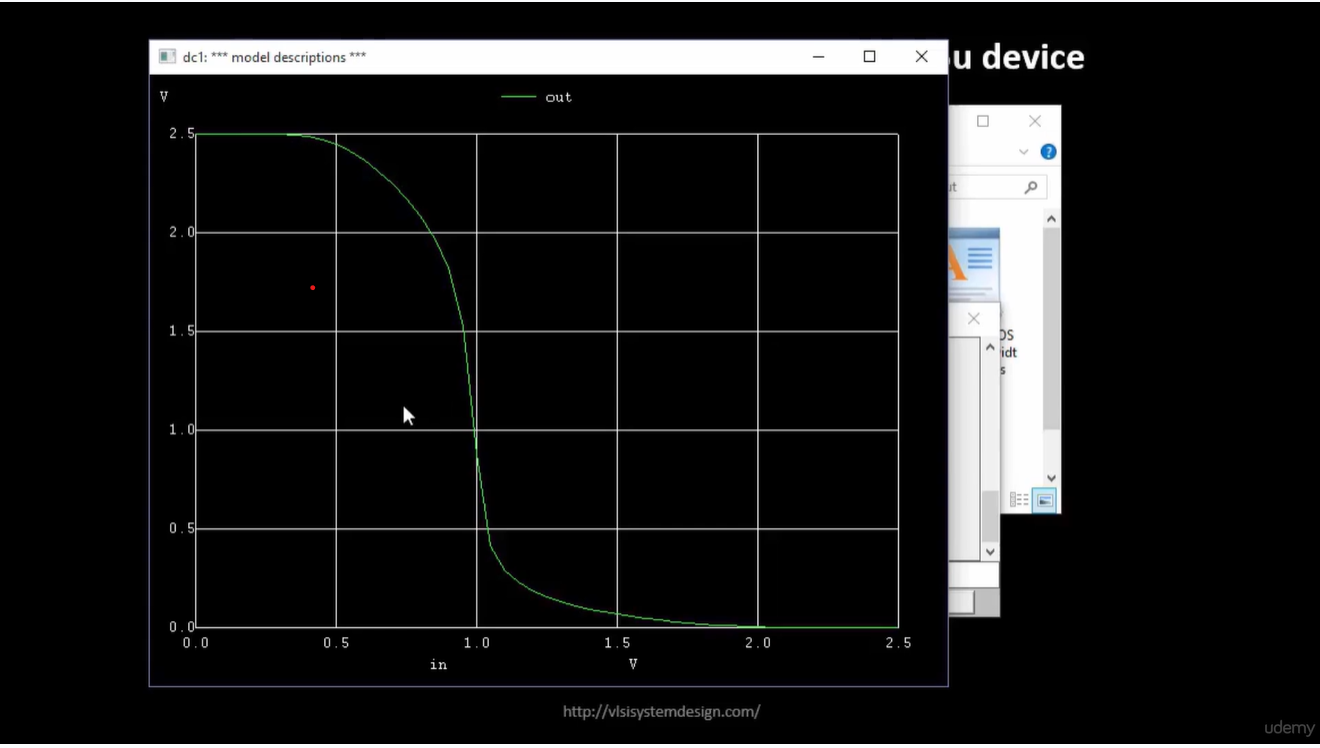 dc1: *** model descriptions ***
u device
V
out
2.5
2.0
1.5
1.0
0.5
0.0
0.0 0.5 1.0 1.5 2.0 2.5
in V
OS
idt
s
http://vlsisystemdesign.com/
udemy